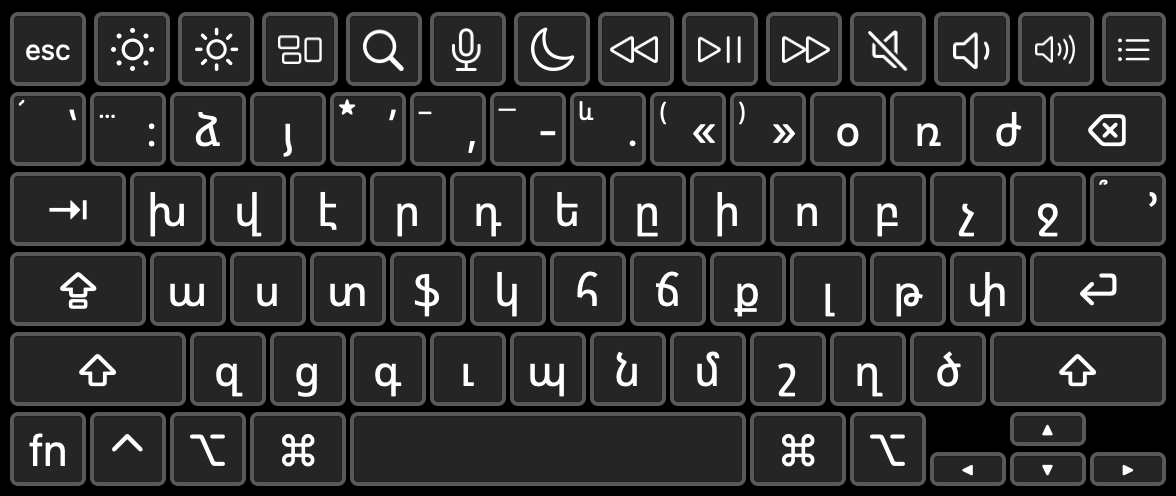 esc
՛ ՝ … : ձ յ ★ ՚ – , — - և . ( « ) » օ ռ ժ
խ վ է ր դ ե ը ի ո բ չ ջ ՞ ՜
ա ս տ ֆ կ հ ճ ք լ թ փ
զ ց գ ւ պ ն մ շ ղ ծ
fn